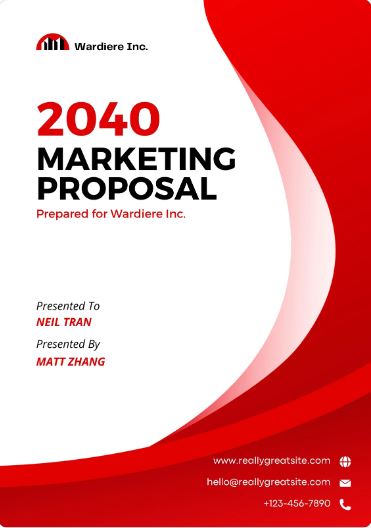 Wardiere Inc.
2040
MARKETING
PROPOSAL
Prepared for Wardiere Inc.
Presented To
NEIL TRAN
Presented By
MATT ZHANG
www.reallygreatsite.com
hello@reallygreatsite.com
+123-456-7890